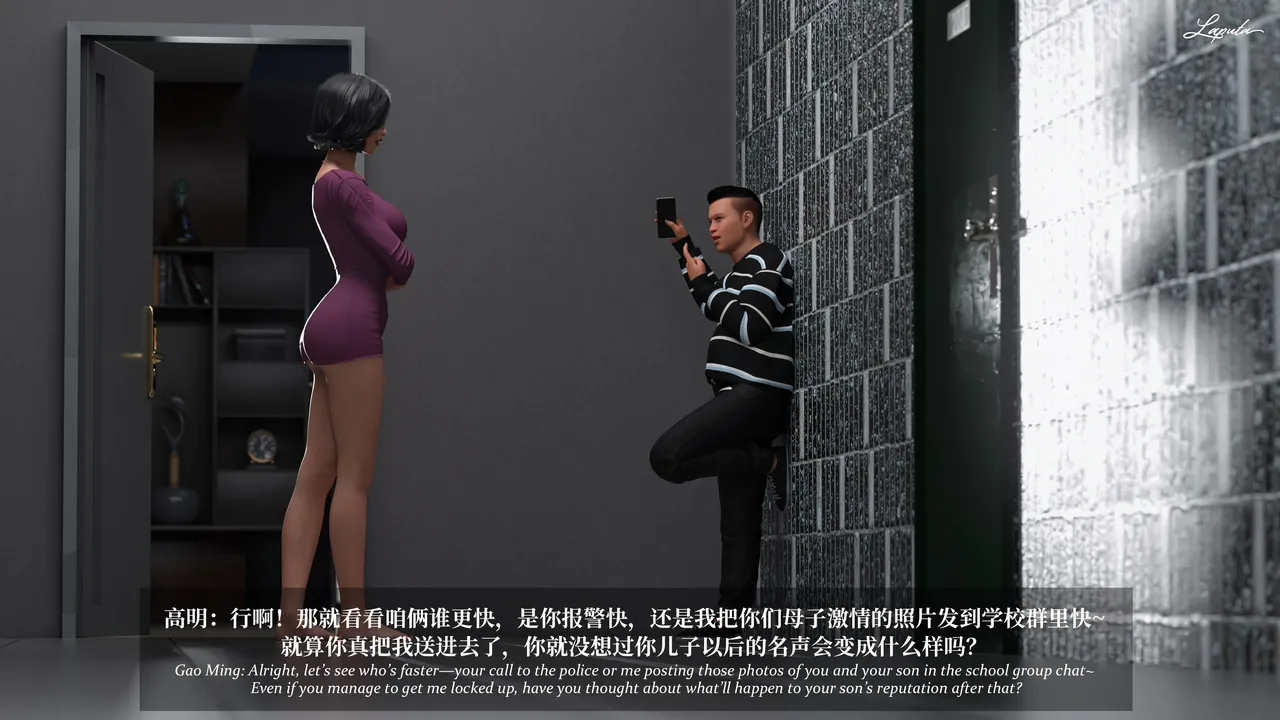 Laputa
高明：行啊！那就看看咱俩谁更快，是你报警快，还是我把你们母子激情的照片发到学校群里快~
就算你真把我送进去了，你就没想过你儿子以后的名声会变成什么样吗？
Gao Ming: Alright, let's see who's faster—your call to the police or me posting those photos of you and your son in the school group chat~
Even if you manage to get me locked up, have you thought about what'll happen to your son's reputation after that?